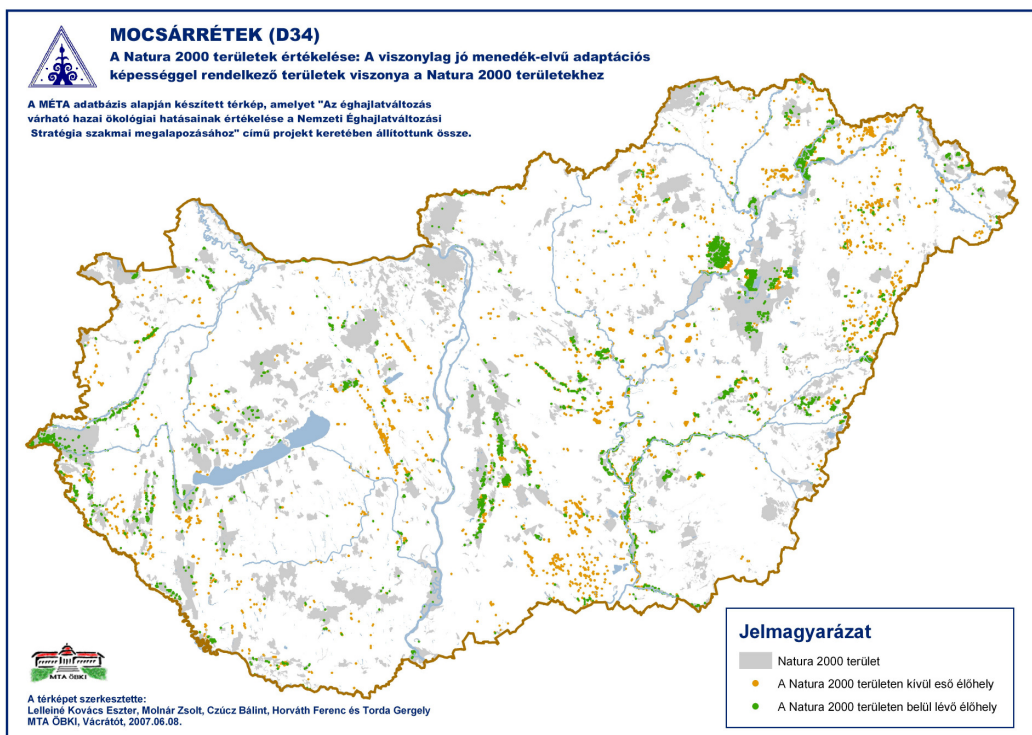 MOCSÁRRÉTEK (D34)
A Natura 2000 területek értékelése: A viszonylag jó menedék-elvű adaptációs
képességgel rendelkező területek viszonya a Natura 2000 területekhez
A MÉTA adatbázis alapján készített térkép, amelyet "Az éghajlatváltozás
várható hazai ökológiai hatásainak értékelése a Nemzeti Éghajlatváltozási
Stratégia szakmai megalapozásához" című projekt keretében állítottunk össze.
Jelmagyarázat
Natura 2000 terület
A Natura 2000 területen kívül eső élőhely
A Natura 2000 területen belül lévő élőhely
MTA ÖBKI
A térképet szerkesztette:
Lelleiné Kovács Eszter, Molnár Zsolt, Czúcz Bálint, Horváth Ferenc és Torda Gergely
MTA ÖBKI, Vácrátót, 2007.06.08.